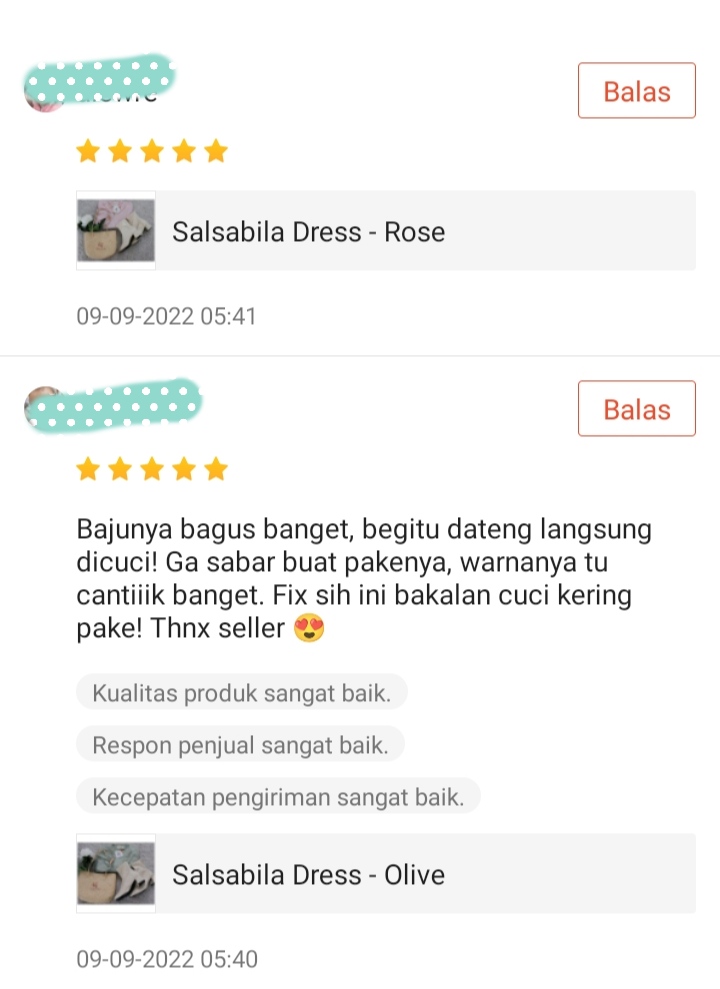 Balas
Salsabila Dress - Rose
09-09-2022 05:41
Balas
Bajunya bagus banget, begitu dateng langsung
dicuci! Ga sabar buat pakenya, warnanya tu
cantiiik banget. Fix sih ini bakalan cuci kering
pake! Thnx seller 😍
Kualitas produk sangat baik.
Respon penjual sangat baik.
Kecepatan pengiriman sangat baik.
Salsabila Dress - Olive
09-09-2022 05:40